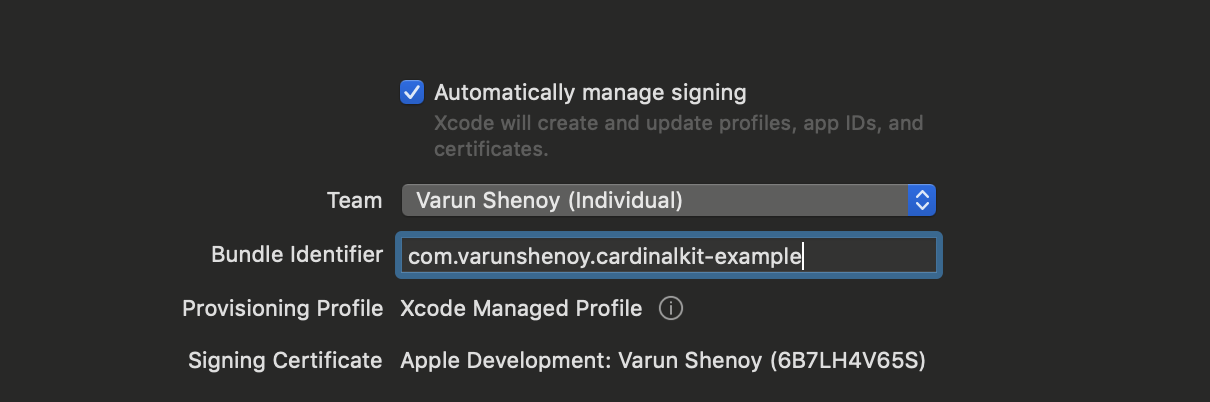 Automatically manage signing
Xcode will create and update profiles, app IDs, and
certificates.
Team Varun Shenoy (Individual)
Bundle Identifier com.varunshenoy.cardinalkit-example
Provisioning Profile Xcode Managed Profile
Signing Certificate Apple Development: Varun Shenoy (6B7LH4V65S)